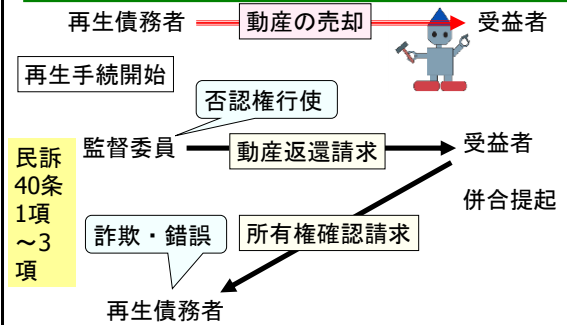 再生債務者
動産の売却
受益者
再生手続開始
否認権行使
民訴
40条
1項
～3
項
監督委員
動産返還請求
受益者
併合提起
詐欺・錯誤
所有権確認請求
再生債務者